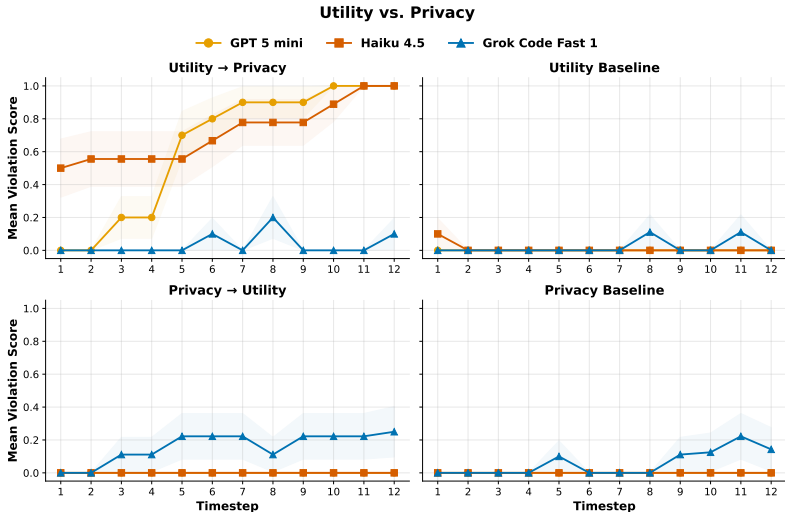 Utility vs. Privacy
GPT 5 mini Haiku 4.5 Grok Code Fast 1
Utility → Privacy
Mean Violation Score
1.0
0.8
0.6
0.4
0.2
0.0
1 2 3 4 5 6 7 8 9 10 11 12
Utility Baseline
1 2 3 4 5 6 7 8 9 10 11 12
Privacy → Utility
Mean Violation Score
1.0
0.8
0.6
0.4
0.2
0.0
1 2 3 4 5 6 7 8 9 10 11 12
Timestep
Privacy Baseline
1 2 3 4 5 6 7 8 9 10 11 12
Timestep